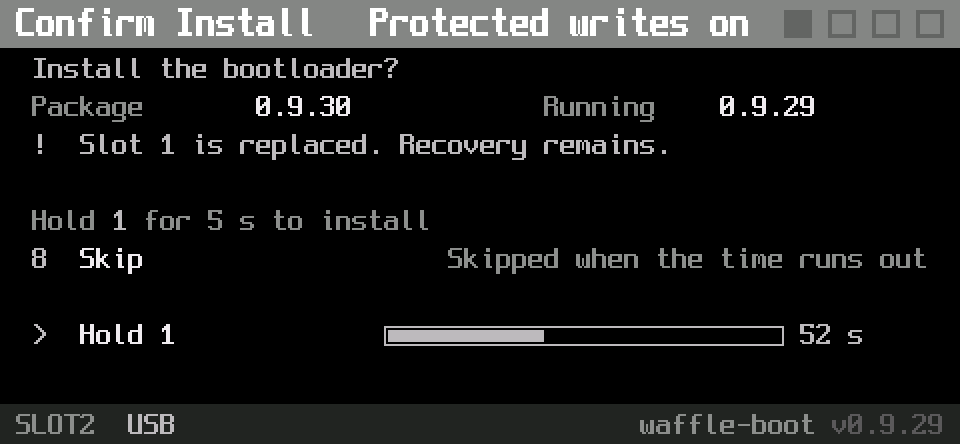 Confirm Install Protected writes on
Install the bootloader?
Package 0.9.30 Running 0.9.29
! Slot 1 is replaced. Recovery remains.
Hold 1 for 5 s to install
8 Skip Skipped when the time runs out
> Hold 1 52 s
SLOT2 USB waffle-boot v0.9.29